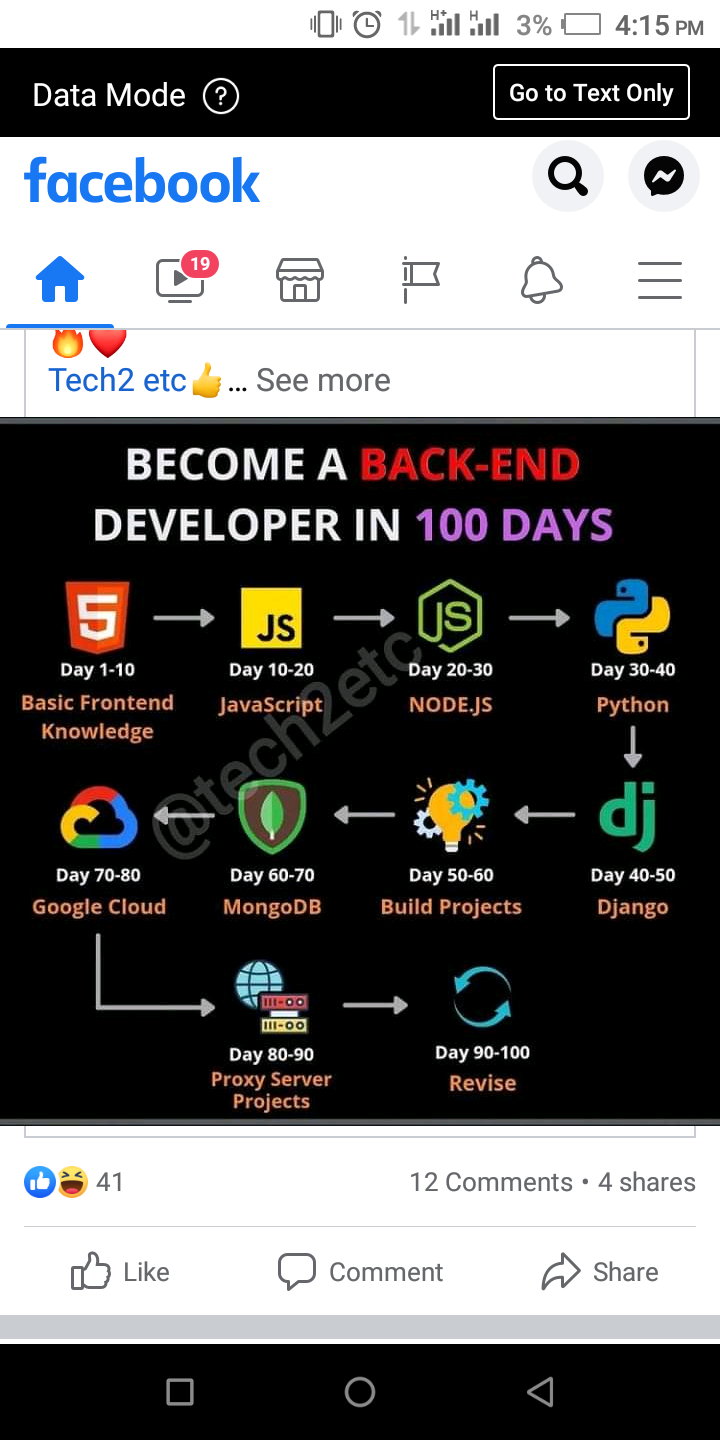 H+ H 3% 4:15 PM
Data Mode ? Go to Text Only
facebook
19
Tech2 etc👍... See more
BECOME A BACK-END
DEVELOPER IN 100 DAYS
5 JS JS
Day 1-10 Day 10-20 Day 20-30 Day 30-40
Basic Frontend Knowledge JavaScript NODE.JS Python
@tech2etc
dj
Day 70-80 Day 60-70 Day 50-60 Day 40-50
Google Cloud MongoDB Build Projects Django
Day 80-90 Day 90-100
Proxy Server Revise
Projects
41 12 Comments • 4 shares
Like Comment Share